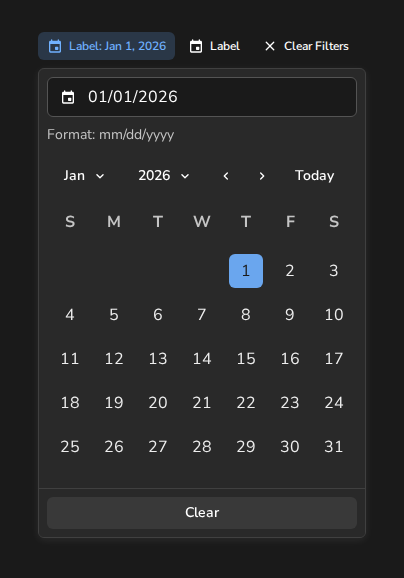 Label: Jan 1, 2026 Label Clear Filters
01/01/2026
Format: mm/dd/yyyy
Jan 2026 Today
S M T W T F S
1 2 3
4 5 6 7 8 9 10
11 12 13 14 15 16 17
18 19 20 21 22 23 24
25 26 27 28 29 30 31
Clear